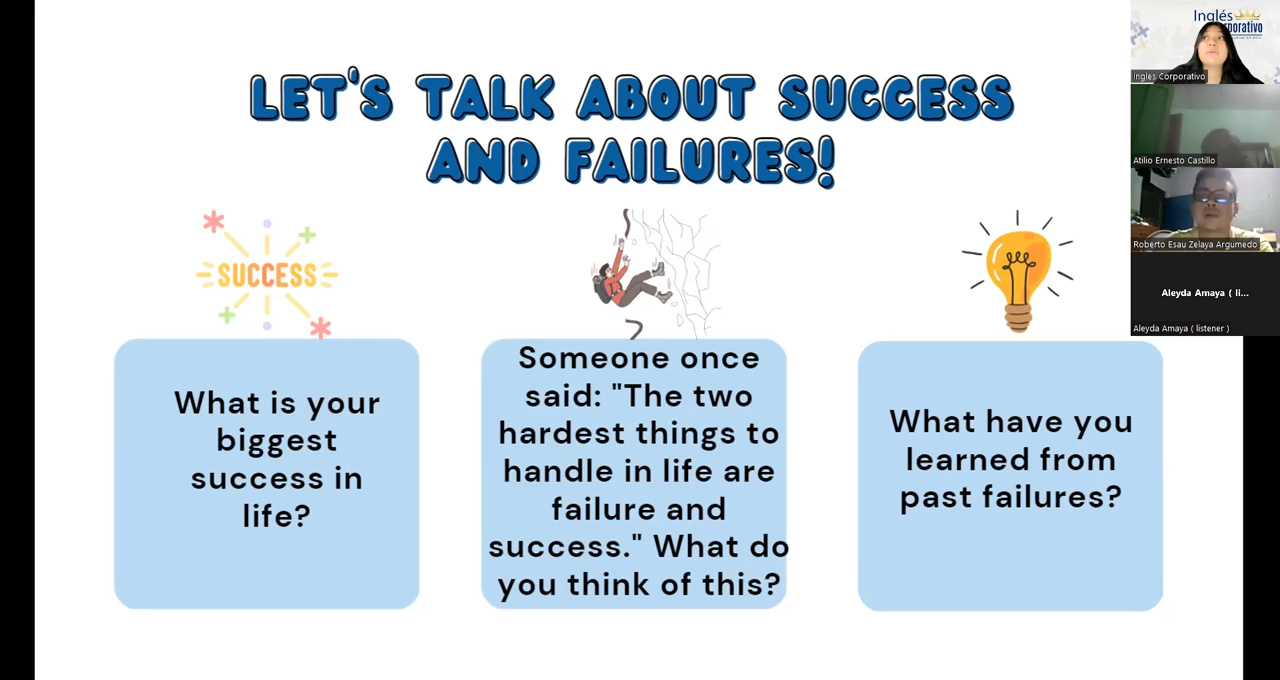 LET'S TALK ABOUT SUCCESS
AND FAILURES!
SUCCESS
What is your
biggest
success in
life?
Someone once
said: "The two
hardest things to
handle in life are
failure and
success." What do
you think of this?
What have you
learned from
past failures?
Inglés
Corporativo
Ingles Corporativo
Atilio Ernesto Castillo
Roberto Esau Zelaya Argumedo
Aleyda Amaya ( li...
Aleyda Amaya ( listener )